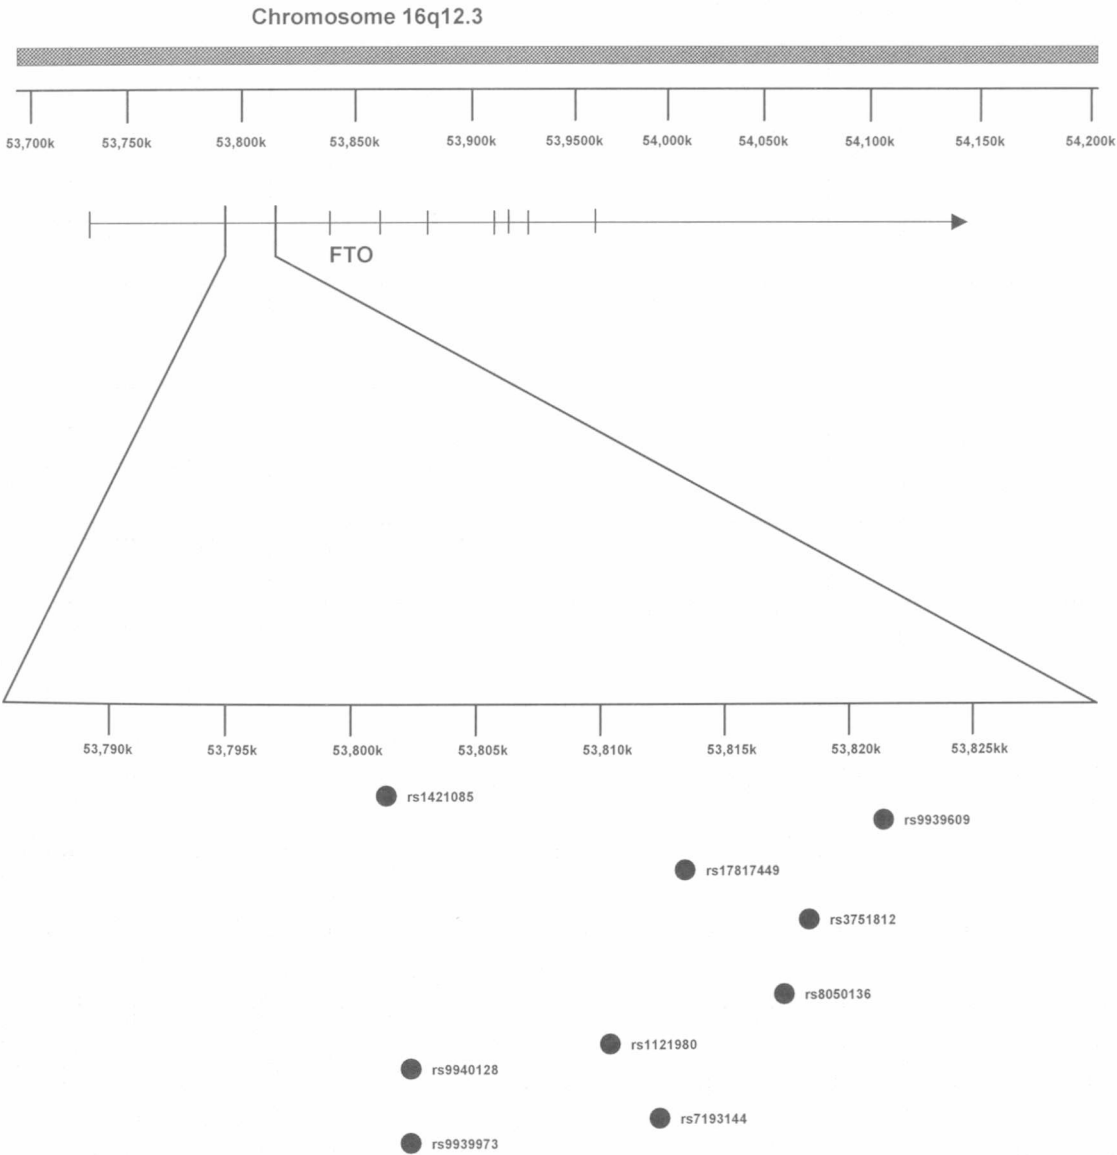 Chromosome 16q12.3
53,700k 53,750k 53,800k 53,850k 53,900k 53,9500k 54,000k 54,050k 54,100k 54,150k 54,200k
FTO
53,790k 53,795k 53,800k 53,805k 53,810k 53,815k 53,820k 53,825kk
rs1421085
rs9939609
rs17817449
rs3751812
rs8050136
rs1121980
rs9940128
rs7193144
rs9939973